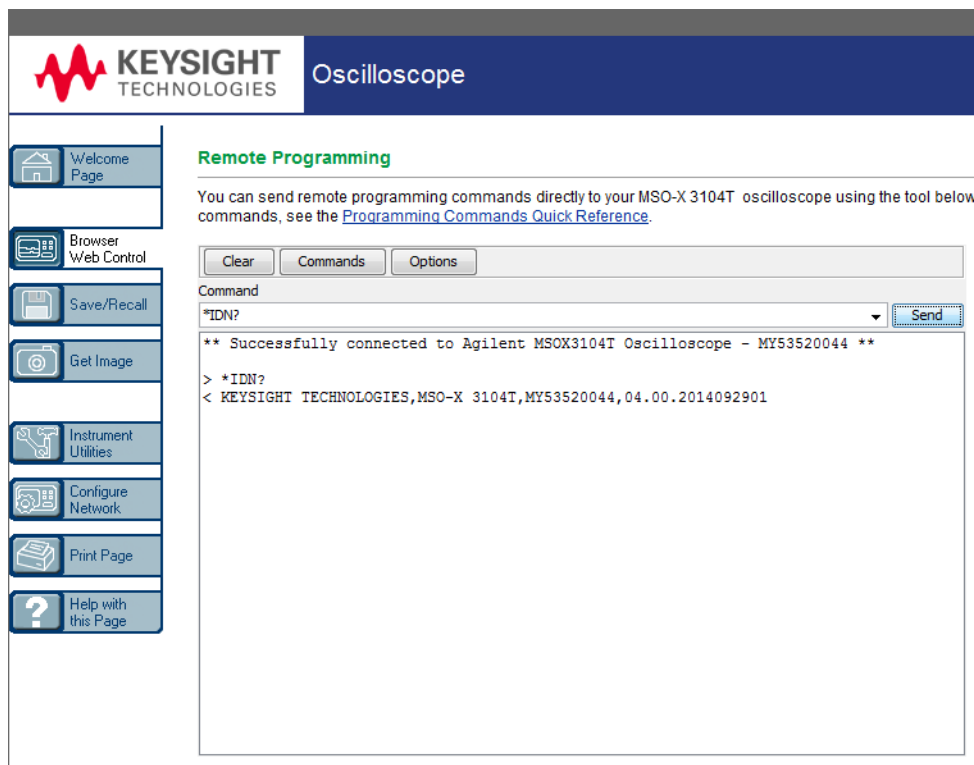 KEYSIGHT
TECHNOLOGIES
Oscilloscope
Welcome
Page
Browser
Web Control
Save/Recall
Get Image
Instrument
Utilities
Configure
Network
Print Page
Help with
this Page
Remote Programming
You can send remote programming commands directly to your MSO-X 3104T oscilloscope using the tool below
commands, see the Programming Commands Quick Reference.
Clear
Commands
Options
Command
*IDN?
Send
** Successfully connected to Agilent MSOX3104T Oscilloscope - MY53520044 **
> *IDN?
< KEYSIGHT TECHNOLOGIES,MSO-X 3104T,MY53520044,04.00.2014092901